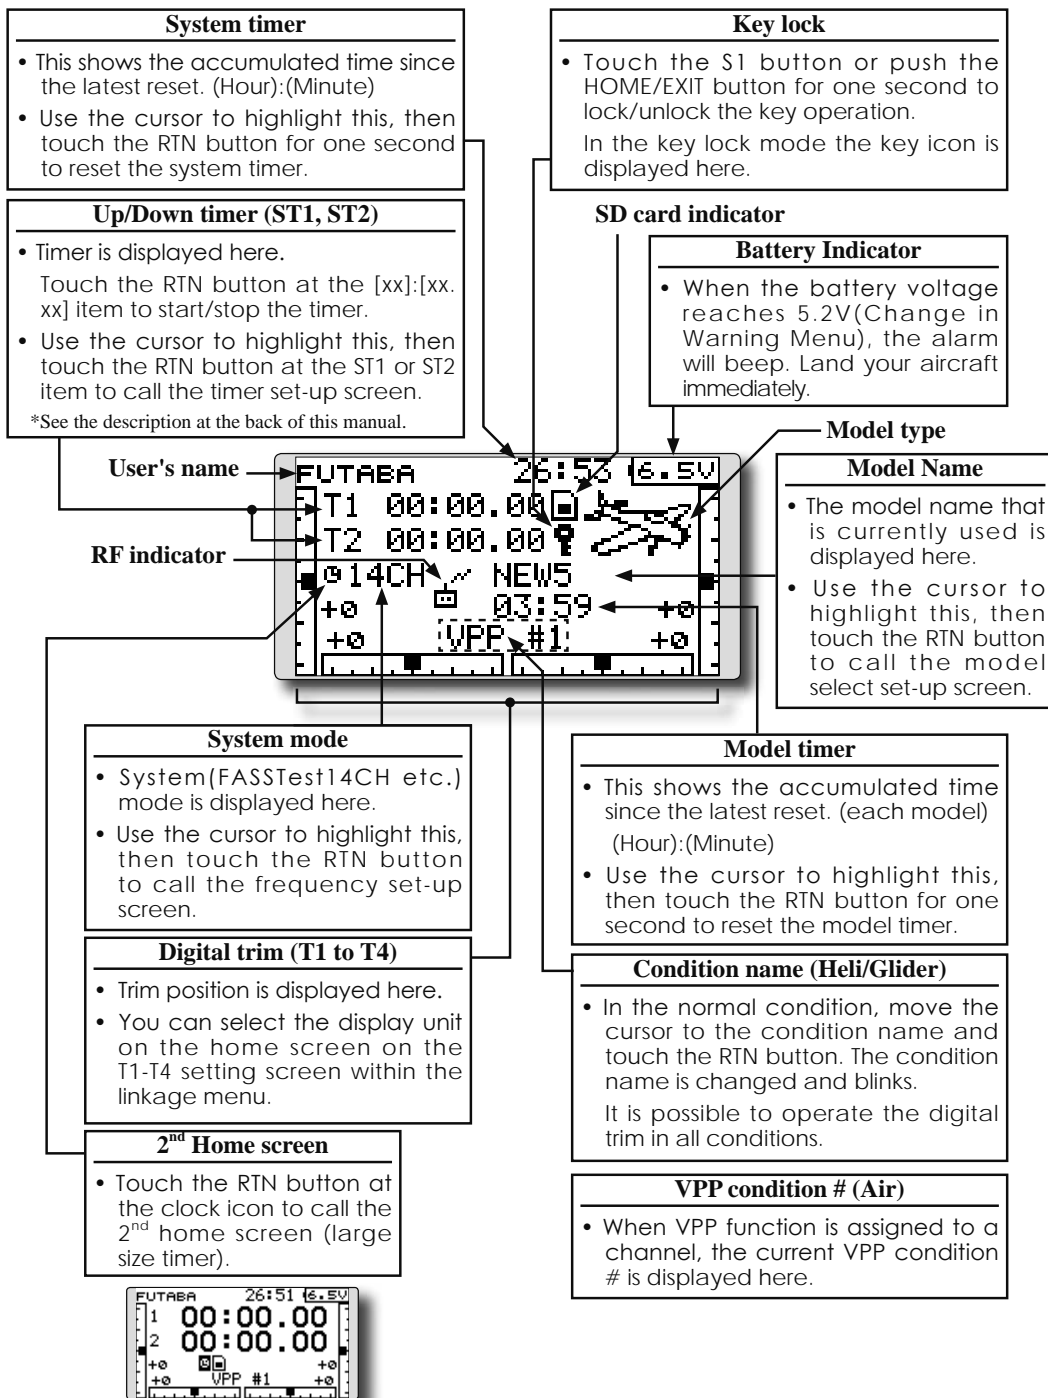 System timer
• This shows the accumulated time since
the latest reset. (Hour):(Minute)
• Use the cursor to highlight this, then
touch the RTN button for one second
to reset the system timer.
Key lock
• Touch the S1 button or push the
HOME/EXIT button for one second to
lock/unlock the key operation.
In the key lock mode the key icon is
displayed here.
Up/Down timer (ST1, ST2)
• Timer is displayed here.
Touch the RTN button at the [xx]:[xx.
xx] item to start/stop the timer.
• Use the cursor to highlight this, then
touch the RTN button at the ST1 or ST2
item to call the timer set-up screen.
*See the description at the back of this manual.
SD card indicator
Battery Indicator
• When the battery voltage
reaches 5.2V(Change in
Warning Menu), the alarm
will beep. Land your aircraft
immediately.
Model type
User's name
RF indicator
FUTABA 26:53 6.5V
T1 00:00.00
T2 00:00.00
14CH NEW5
03:59
+0 +0
+0 VPP #1 +0
Model Name
• The model name that
is currently used is
displayed here.
• Use the cursor to
highlight this, then
touch the RTN button
to call the model
select set-up screen.
System mode
• System(FASSTest14CH etc.)
mode is displayed here.
• Use the cursor to highlight this,
then touch the RTN button
to call the frequency set-up
screen.
Model timer
• This shows the accumulated time
since the latest reset. (each model)
(Hour):(Minute)
• Use the cursor to highlight this,
then touch the RTN button for one
second to reset the model timer.
Digital trim (T1 to T4)
• Trim position is displayed here.
• You can select the display unit
on the home screen on the
T1-T4 setting screen within the
linkage menu.
Condition name (Heli/Glider)
• In the normal condition, move the
cursor to the condition name and
touch the RTN button. The condition
name is changed and blinks.
It is possible to operate the digital
trim in all conditions.
2nd Home screen
• Touch the RTN button at
the clock icon to call the
2nd home screen (large
size timer).
VPP condition # (Air)
• When VPP function is assigned to a
channel, the current VPP condition
# is displayed here.
FUTABA 26:51 6.5V
1 00:00.00
2 00:00.00
+0 +0
+0 VPP #1 +0